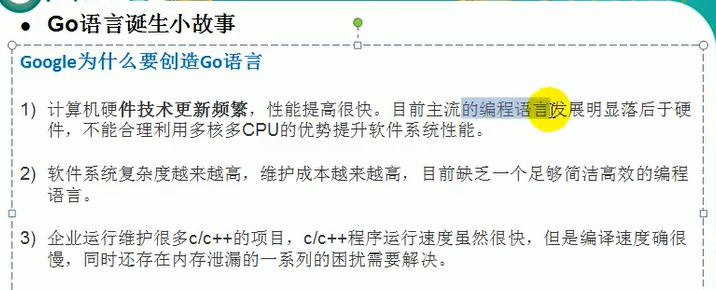 ● Go语言诞生小故事
Google为什么要创造Go语言
1) 计算机硬件技术更新频繁，性能提高很快。目前主流的编程语言发展明显落后于硬
件，不能合理利用多核多CPU的优势提升软件系统性能。
2) 软件系统复杂度越来越高，维护成本越来越高，目前缺乏一个足够简洁高效的编程
语言。
3) 企业运行维护很多c/c++的项目，c/c++程序运行速度虽然很快，但是编译速度确很
慢，同时还存在内存泄漏的一系列的困扰需要解决。